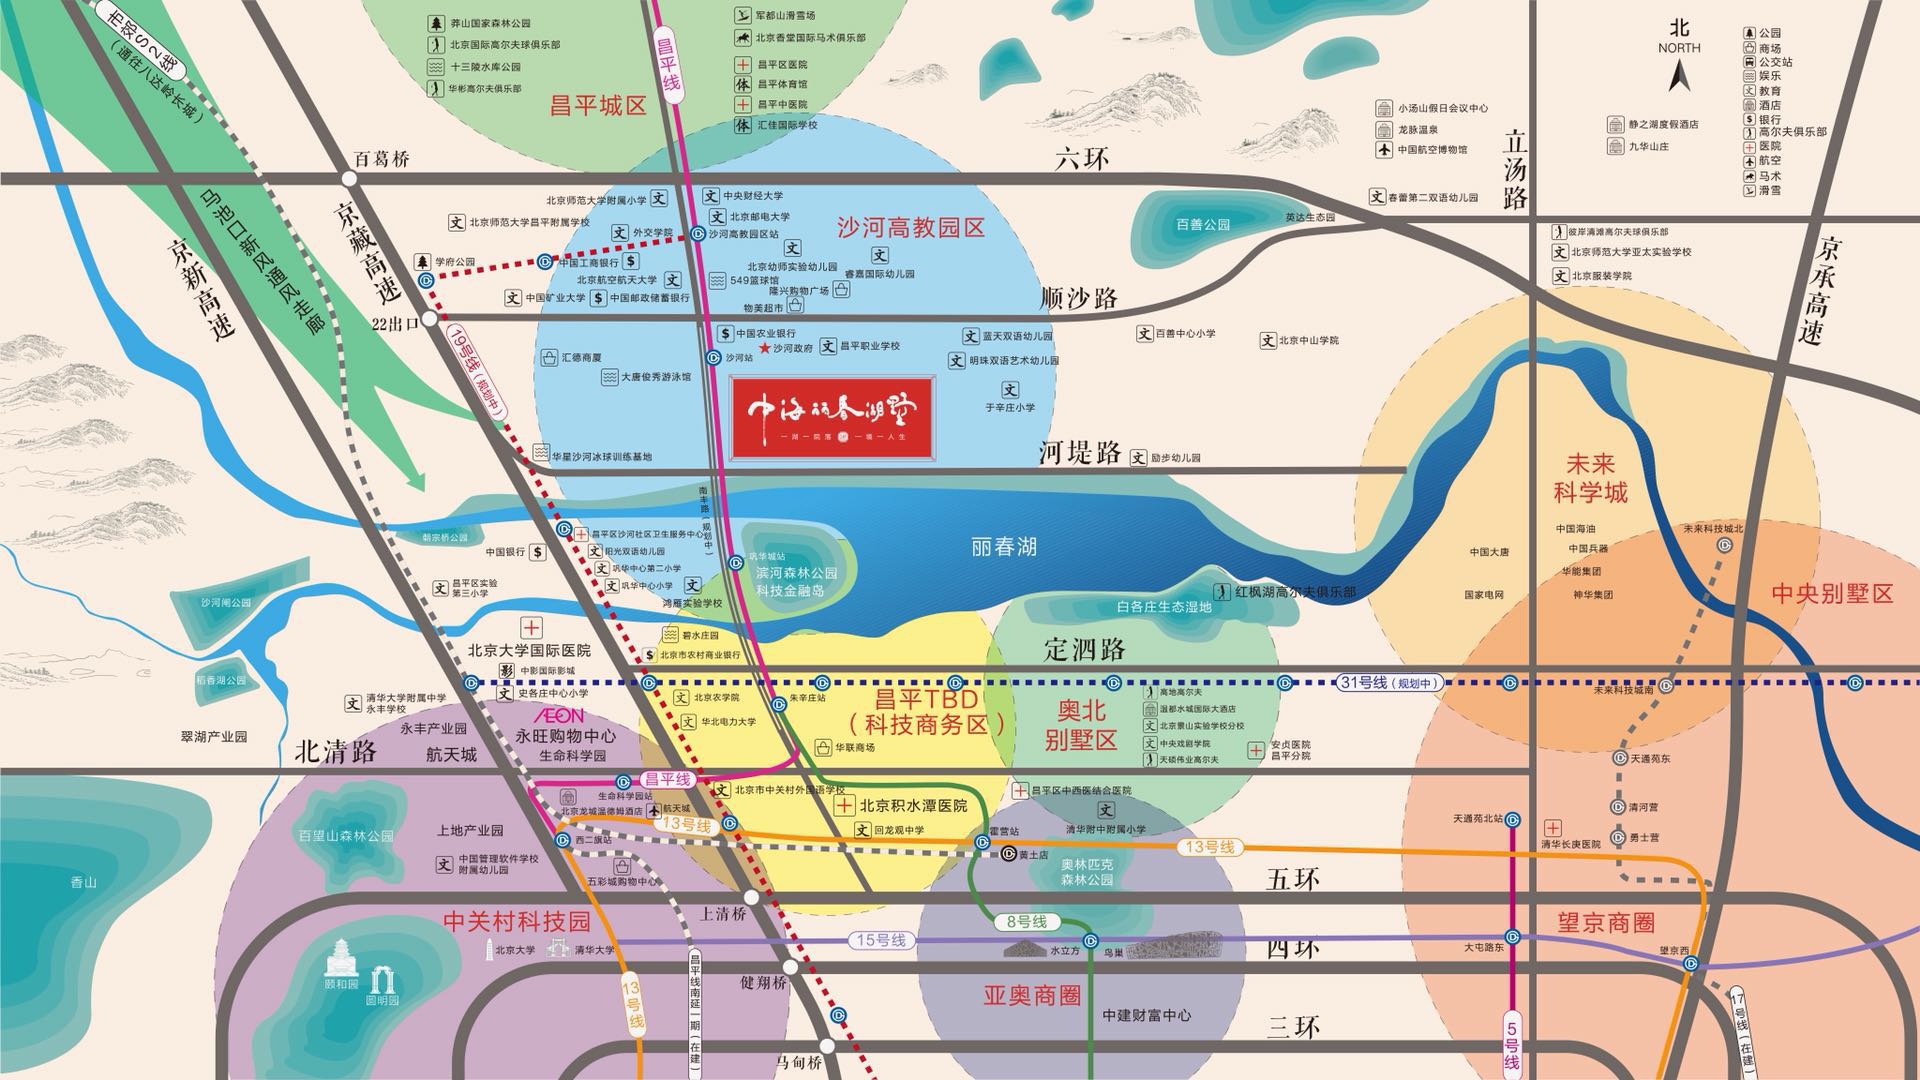 市郊S2线
(通往八达岭长城)
莽山国家森林公园
北京国际高尔夫球俱乐部
十三陵水库公园
华彬高尔夫俱乐部
昌平城区
昌平线
军都山滑雪场
北京香堂国际马术俱乐部
昌平区医院
体 昌平体育馆
昌平中医院
体 汇佳国际学校
小汤山假日会议中心
龙脉温泉
中国航空博物馆
立汤路
静之湖度假酒店
九华山庄
北
NORTH
公园
商场
公交站
娱乐
文 教育
酒店
$ 银行
高尔夫俱乐部
医院
航空
马术
滑雪
百葛桥
六环
马池口新风通风走廊
京新高速
京藏高速
北京师范大学附属小学 文
文 北京师范大学昌平附属学校
外交学院
文 中央财经大学
文 北京邮电大学
沙河高教园区站
沙河高教园区
学府公园
中国工商银行 $
北京航空航天大学 文
文 中国矿业大学
$ 中国邮政储蓄银行
北京幼师实验幼儿园
549篮球馆
睿嘉国际幼儿园
隆兴购物广场
物美超市
百善公园
英达生态园
文 春蕾第二双语幼儿园
彼岸清滩高尔夫球俱乐部
文 北京师范大学亚太实验学校
文 北京服装学院
京承高速
22出口
顺沙路
19号线(规划中)
汇德商厦
大唐俊秀游泳馆
$ 中国农业银行
沙河政府
文 昌平职业学校
沙河站
文 蓝天双语幼儿园
文 明珠双语艺术幼儿园
文
于辛庄小学
文 百善中心小学
文 北京中山学院
中海丽春湖墅
一湖一院落 一境一人生
华星沙河冰球训练基地
河堤路
文 励步幼儿园
未来
科学城
南丰路(规划中)
朝宗桥公园
昌平区沙河社区卫生服务中心
中国银行 $
文 阳光双语幼儿园
文 巩华中心第二小学
文 巩华中心小学
文
鸿雁实验学校
巩华城站
滨河森林公园
科技金融岛
丽春湖
白各庄生态湿地
红枫湖高尔夫俱乐部
中国海油
中国大唐
中国兵器
华能集团
国家电网
神华集团
未来科技城北
中央别墅区
沙河闸公园
文 昌平区实验
第三小学
稻香湖公园
北京大学国际医院
影 中影国际影城
文 史各庄中心小学
碧水庄园
$ 北京市农村商业银行
定泗路
31号线(规划中)
未来科技城南
文 清华大学附属中学
永丰学校
翠湖产业园
永丰产业园
航天城
北清路
AEON
永旺购物中心
生命科学园
文 北京农学院
文 华北电力大学
朱辛庄站
昌平TBD
(科技商务区)
华联商场
奥北
别墅区
高地高尔夫
温都水城国际大酒店
文 北京景山实验学校分校
文 中央戏剧学院
天硕伟业高尔夫
安贞医院
昌平分院
天通苑东
清河营
勇士营
昌平线
生命科学园站
北京龙城温德姆酒店
航天城
文 北京市中关村外国语学校
北京积水潭医院
文 回龙观中学
昌平区中西医结合医院
文
清华附中附属小学
13号线
霍营站
黄土店
13号线
天通苑北站
清华长庚医院
百望山森林公园
上地产业园
文 中国管理软件学校
附属幼儿园
西二旗站
五彩城购物中心
香山
奥林匹克
森林公园
五环
中关村科技园
上清桥
8号线
15号线
北京大学
清华大学
颐和园
圆明园
水立方
鸟巢
四环
大屯路东
望京商圈
望京西
13号线
昌平线南延一期(在建)
健翔桥
亚奥商圈
中建财富中心
三环
5号线
17号线(在建)
马甸桥